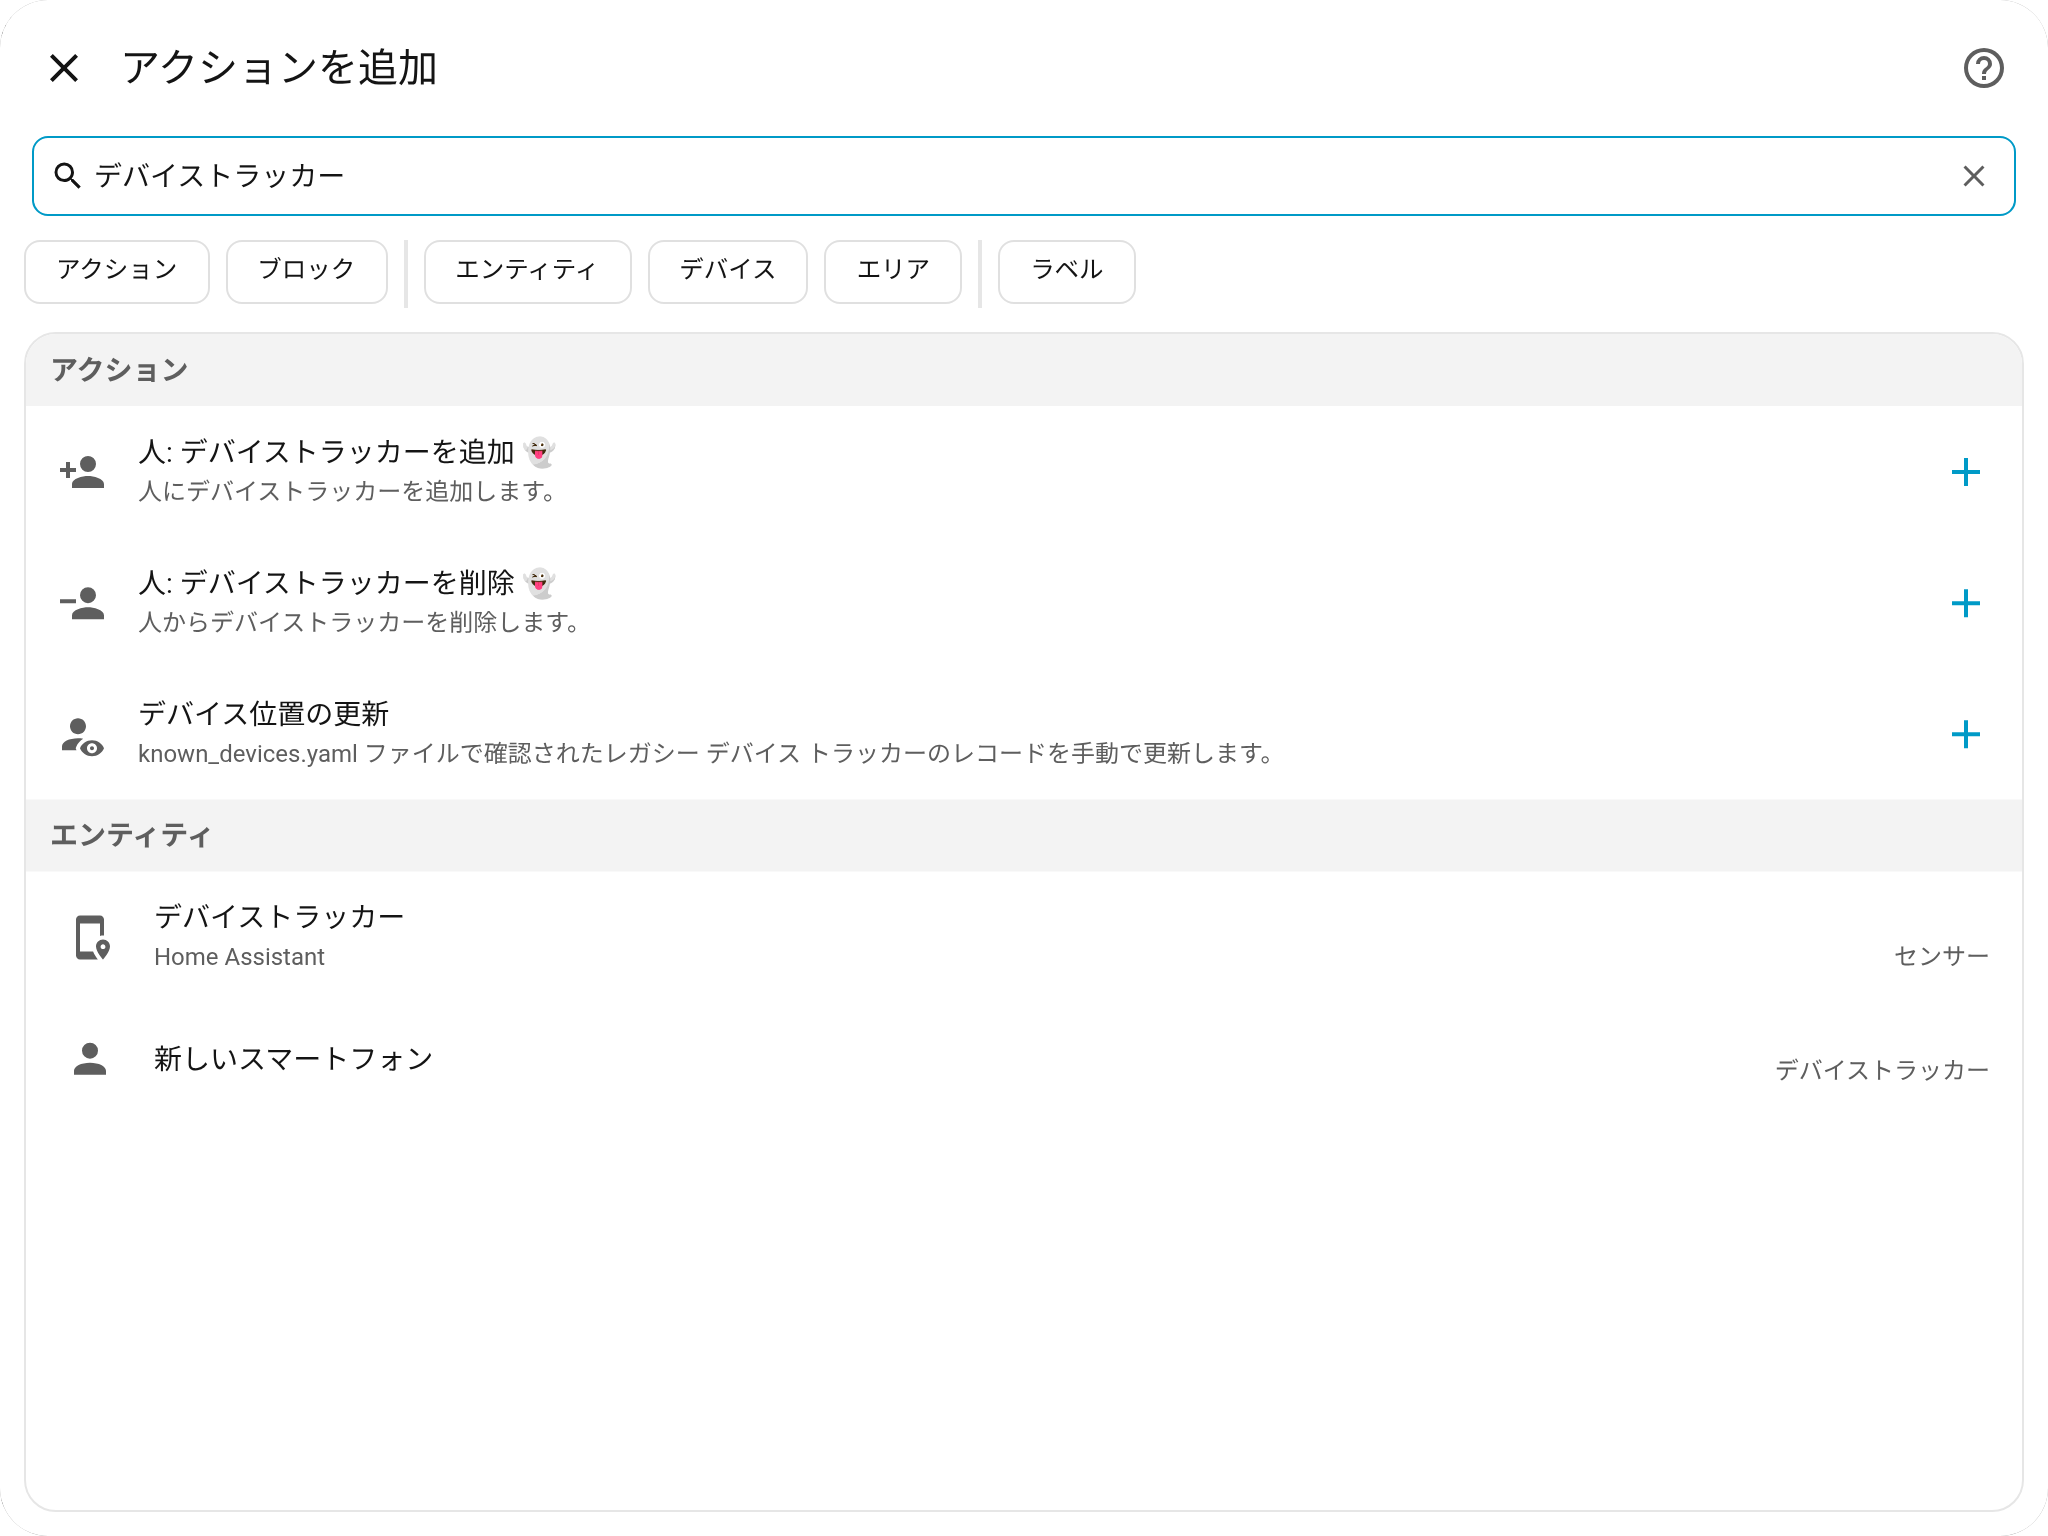 アクションを追加
デバイストラッカー
アクション
ブロック
エンティティ
デバイス
エリア
ラベル
アクション
人: デバイストラッカーを追加 👻
人にデバイストラッカーを追加します。
人: デバイストラッカーを削除 👻
人からデバイストラッカーを削除します。
デバイス位置の更新
known_devices.yaml ファイルで確認されたレガシー デバイス トラッカーのレコードを手動で更新します。
エンティティ
デバイストラッカー
Home Assistant
センサー
新しいスマートフォン
デバイストラッカー